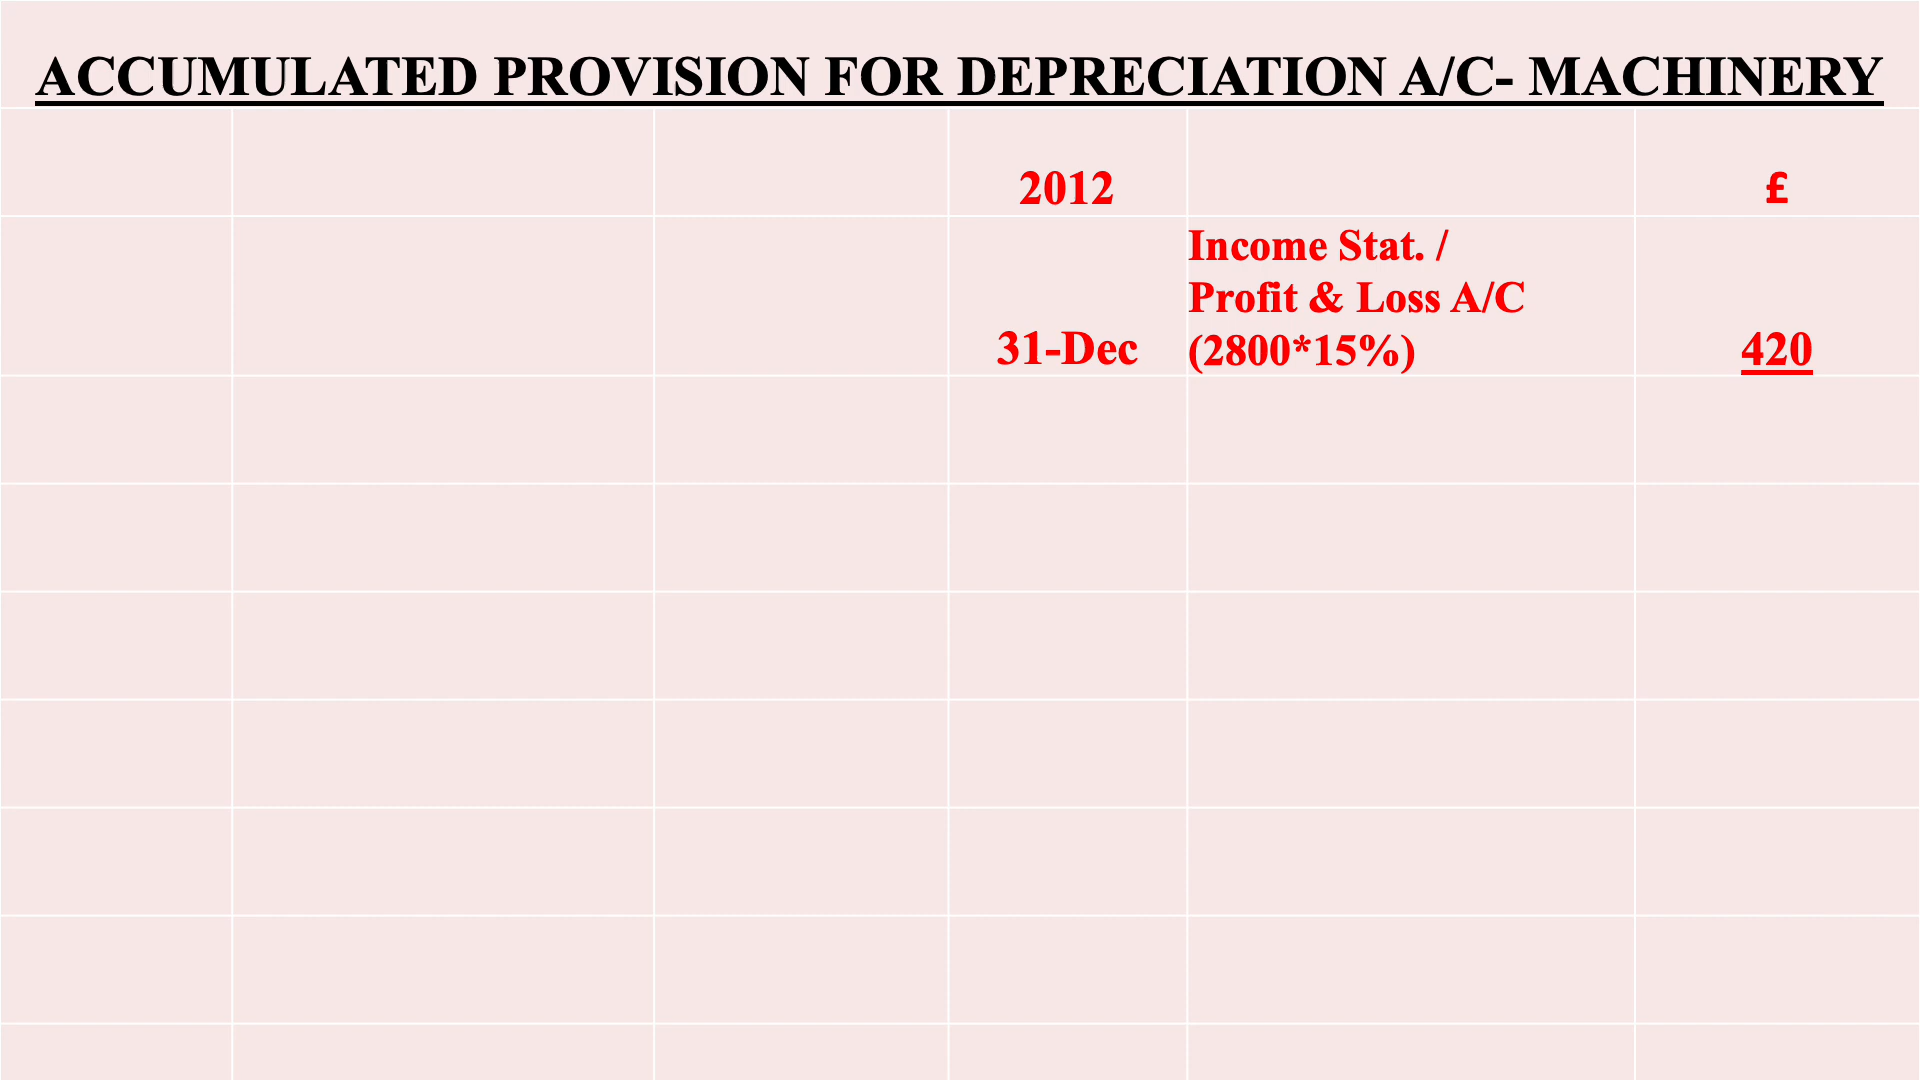 ACCUMULATED PROVISION FOR DEPRECIATION A/C- MACHINERY
2012 £
Income Stat. /
Profit & Loss A/C
31-Dec (2800*15%) 420